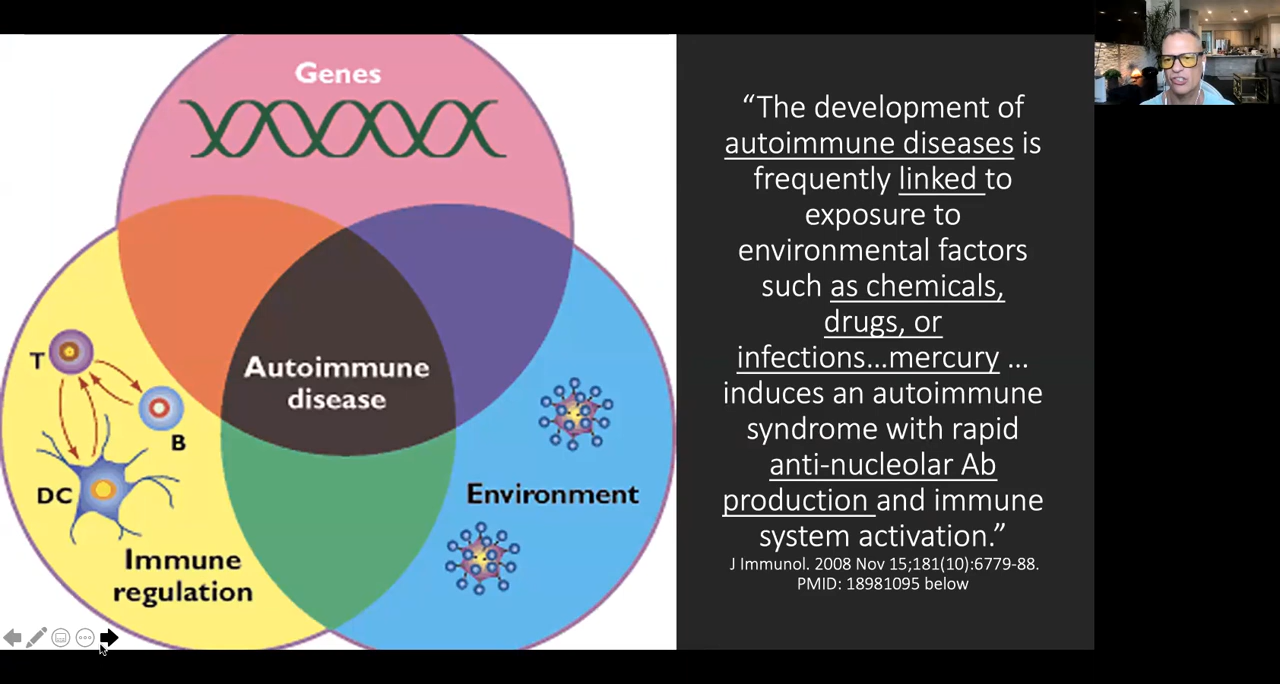 Genes
Autoimmune
disease
T
B
DC
Environment
Immune
regulation
“The development of
autoimmune diseases is
frequently linked to
exposure to
environmental factors
such as chemicals,
drugs, or
infections…mercury …
induces an autoimmune
syndrome with rapid
anti-nucleolar Ab
production and immune
system activation.”
J Immunol. 2008 Nov 15;181(10):6779-88.
PMID: 18981095 below